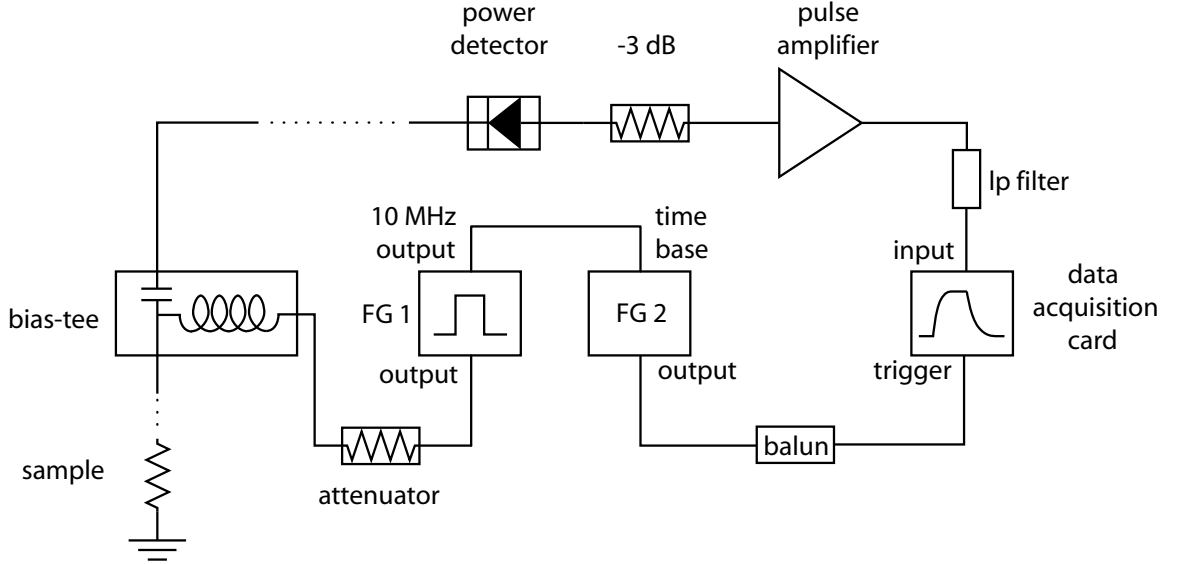 power
detector
-3 dB
pulse
amplifier
lp filter
10 MHz
output
time
base
input
data
acquisition
card
bias-tee
FG 1
FG 2
output
output
trigger
balun
sample
attenuator